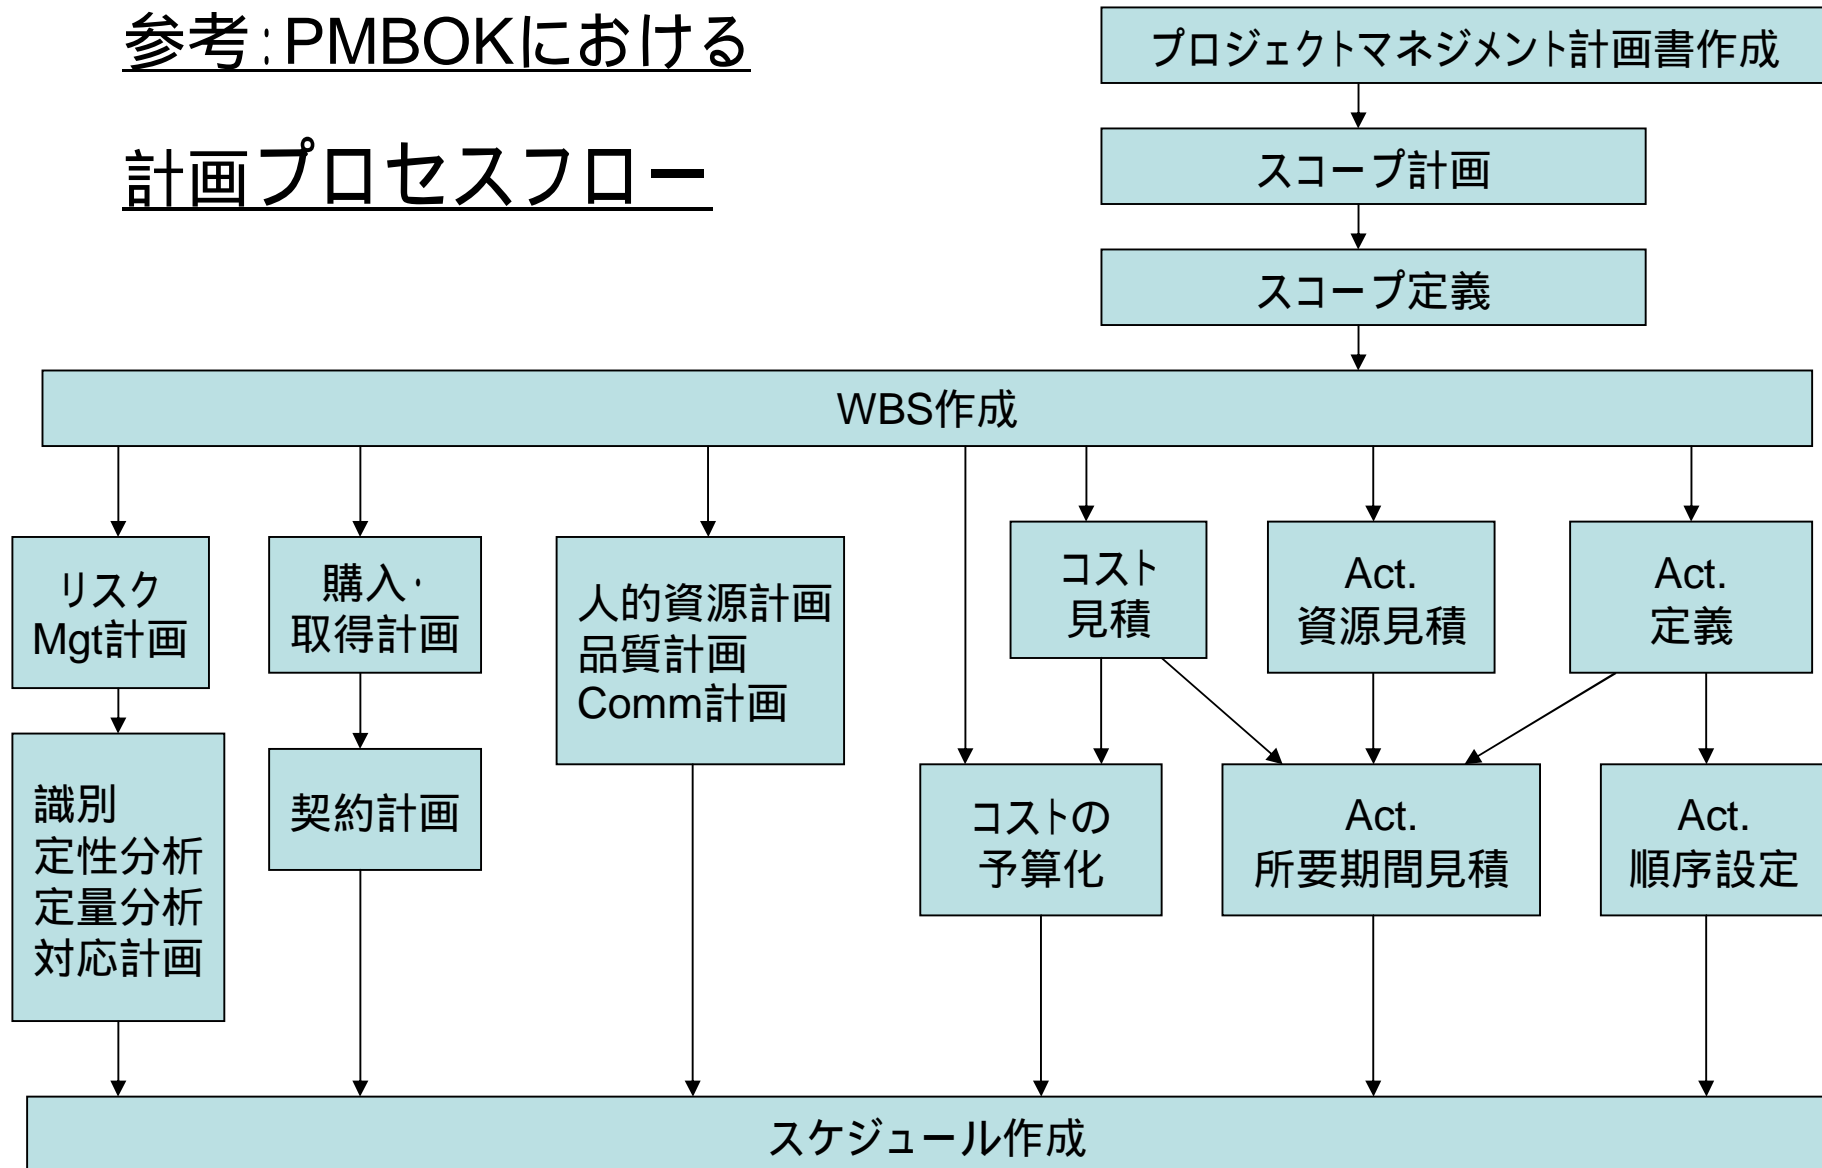 参考：PMBOKにおける
計画プロセスフロー
プロジェクトマネジメント計画書作成
スコープ計画
スコープ定義
WBS作成
リスク
Mgt計画
購入・
取得計画
人的資源計画
品質計画
Comm計画
コスト
見積
Act.
資源見積
Act.
定義
識別
定性分析
定量分析
対応計画
契約計画
コストの
予算化
Act.
所要期間見積
Act.
順序設定
スケジュール作成